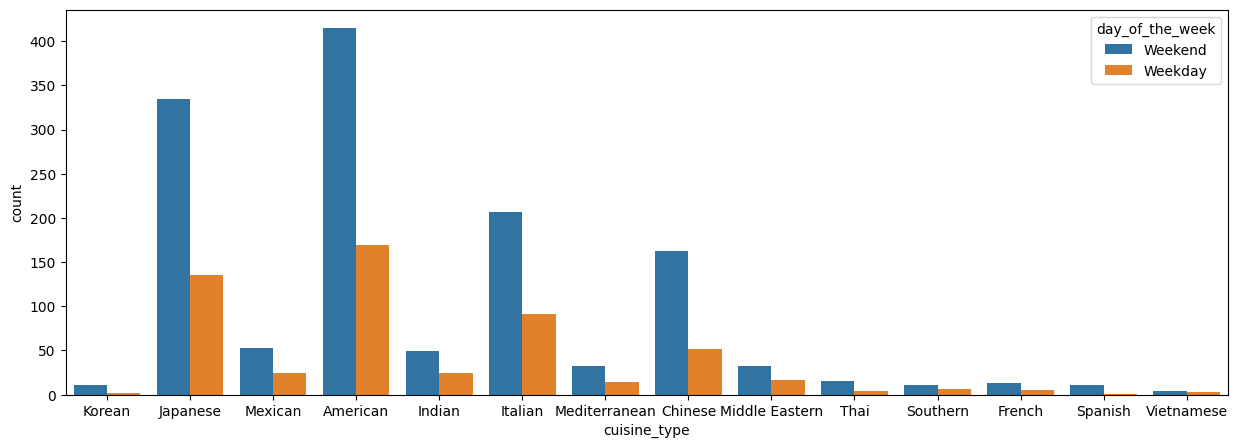 day_of_the_week
Weekend
Weekday
count
400
350
300
250
200
150
100
50
0
Korean Japanese Mexican American Indian Italian Mediterranean Chinese Middle Eastern Thai Southern French Spanish Vietnamese
cuisine_type